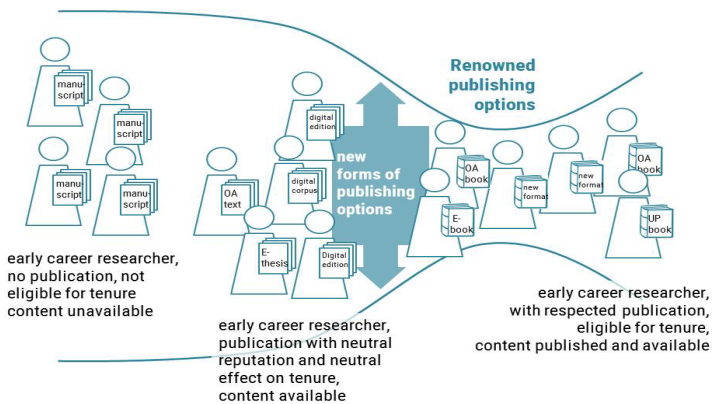 manu-
script
manu-
script
manu-
script
manu-
script
early career researcher,
no publication, not
eligible for tenure
content unavailable
OA
text
digital
edition
digital
corpus
E-
thesis
Digital
edition
early career researcher,
publication with neutral
reputation and neutral
effect on tenure,
content available
new
forms of
publishing
options
Renowned
publishing
options
OA
book
E-
book
new
format
new
format
OA
book
UP
book
early career researcher,
with respected publication,
eligible for tenure,
content published and available